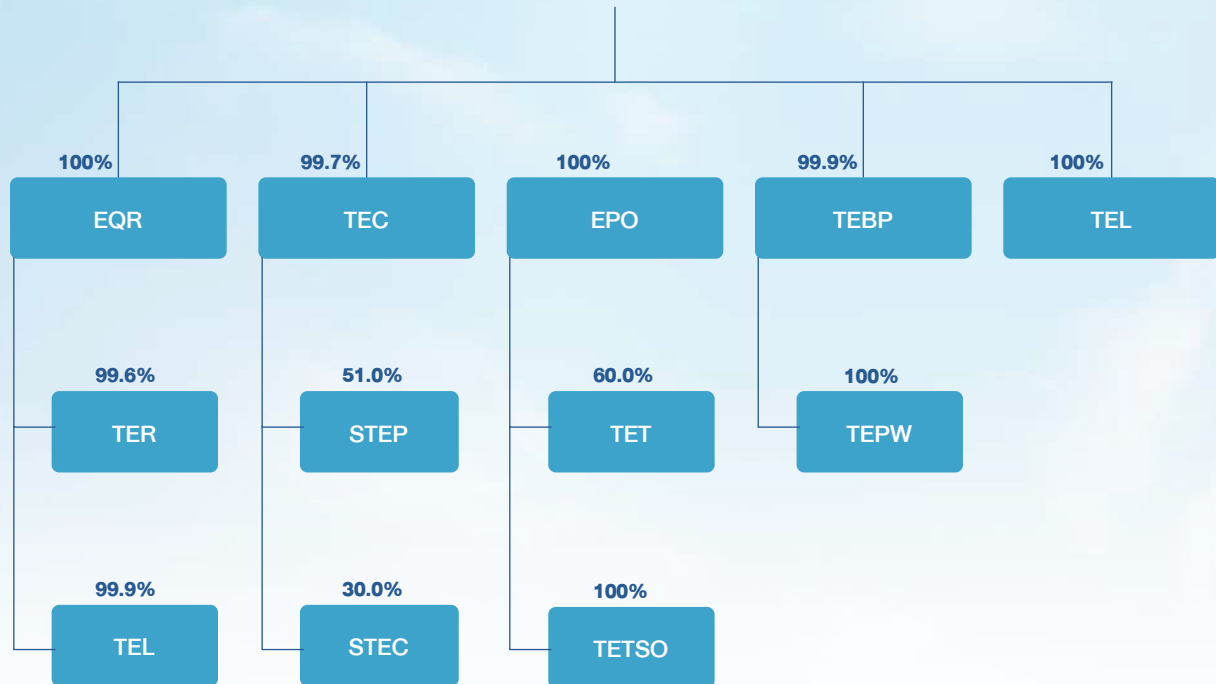 100%
99.7%
100%
99.9%
100%
EQR
TEC
EPO
TEBP
TEL
99.6%
51.0%
60.0%
100%
TER
STEP
TET
TEPW
99.9%
30.0%
100%
TEL
STEC
TETSO